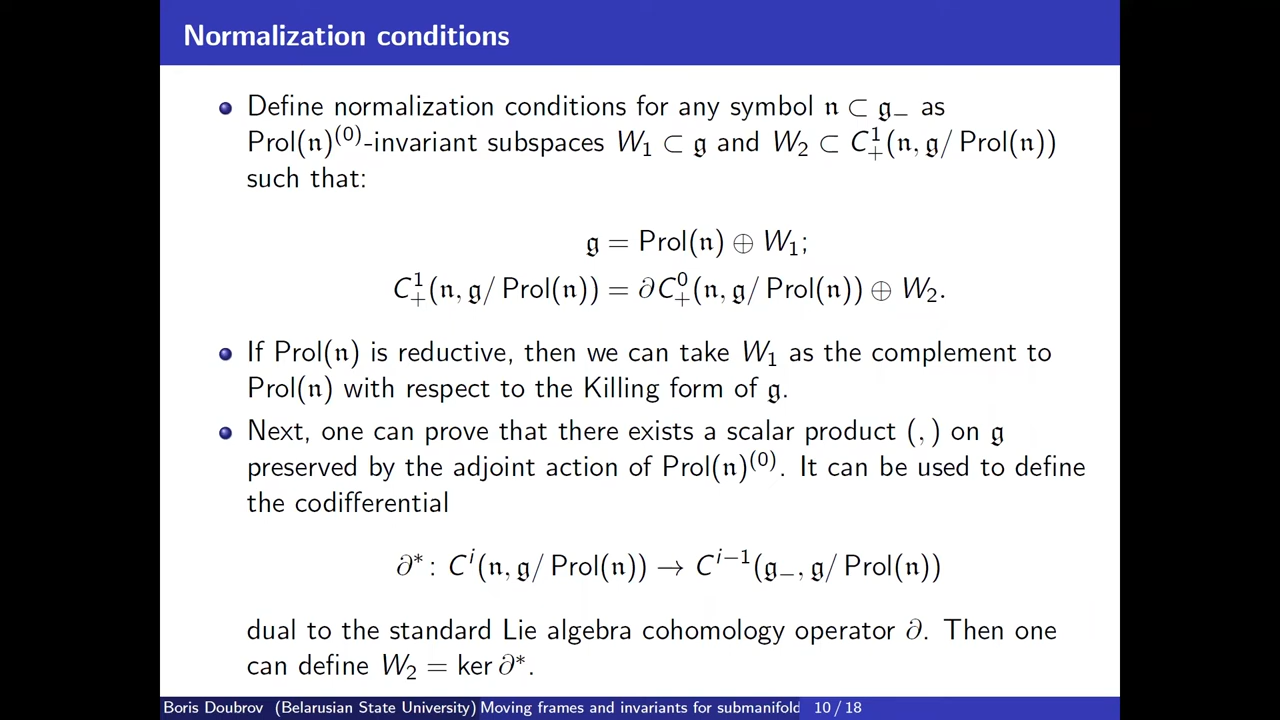 Normalization conditions
Define normalization conditions for any symbol 𝔫 ⊂ 𝔤₋ as
Prol(𝔫)⁽⁰⁾-invariant subspaces W₁ ⊂ 𝔤 and W₂ ⊂ C¹₊(𝔫, 𝔤/ Prol(𝔫))
such that:
𝔤 = Prol(𝔫) ⊕ W₁;
C¹₊(𝔫, 𝔤/ Prol(𝔫)) = ∂C⁰₊(𝔫, 𝔤/ Prol(𝔫)) ⊕ W₂.
If Prol(𝔫) is reductive, then we can take W₁ as the complement to
Prol(𝔫) with respect to the Killing form of 𝔤.
Next, one can prove that there exists a scalar product (, ) on 𝔤
preserved by the adjoint action of Prol(𝔫)⁽⁰⁾. It can be used to define
the codifferential
∂*: Cⁱ(𝔫, 𝔤/ Prol(𝔫)) → Cⁱ⁻¹(𝔤₋, 𝔤/ Prol(𝔫))
dual to the standard Lie algebra cohomology operator ∂. Then one
can define W₂ = ker ∂*.
Boris Doubrov (Belarusian State University) Moving frames and invariants for submanifold 10 / 18